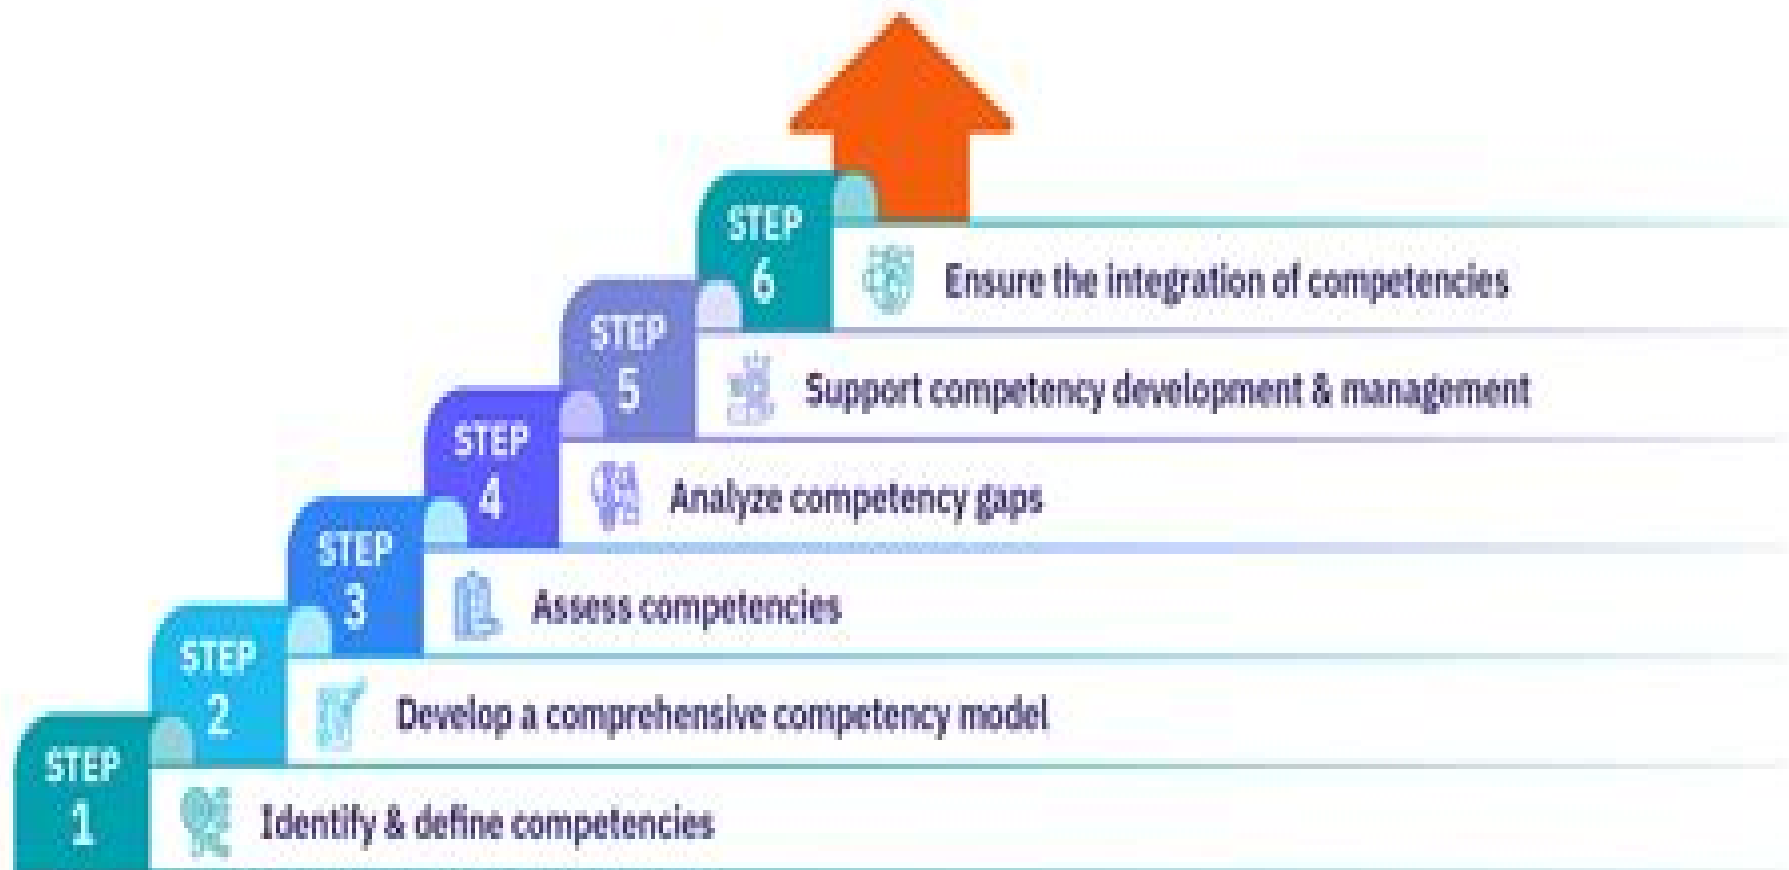 STEP
6
Ensure the integration of competencies
STEP
5
Support competency development & management
STEP
4
Analyze competency gaps
STEP
3
Assess competencies
STEP
2
Develop a comprehensive competency model
STEP
1
Identify & define competencies